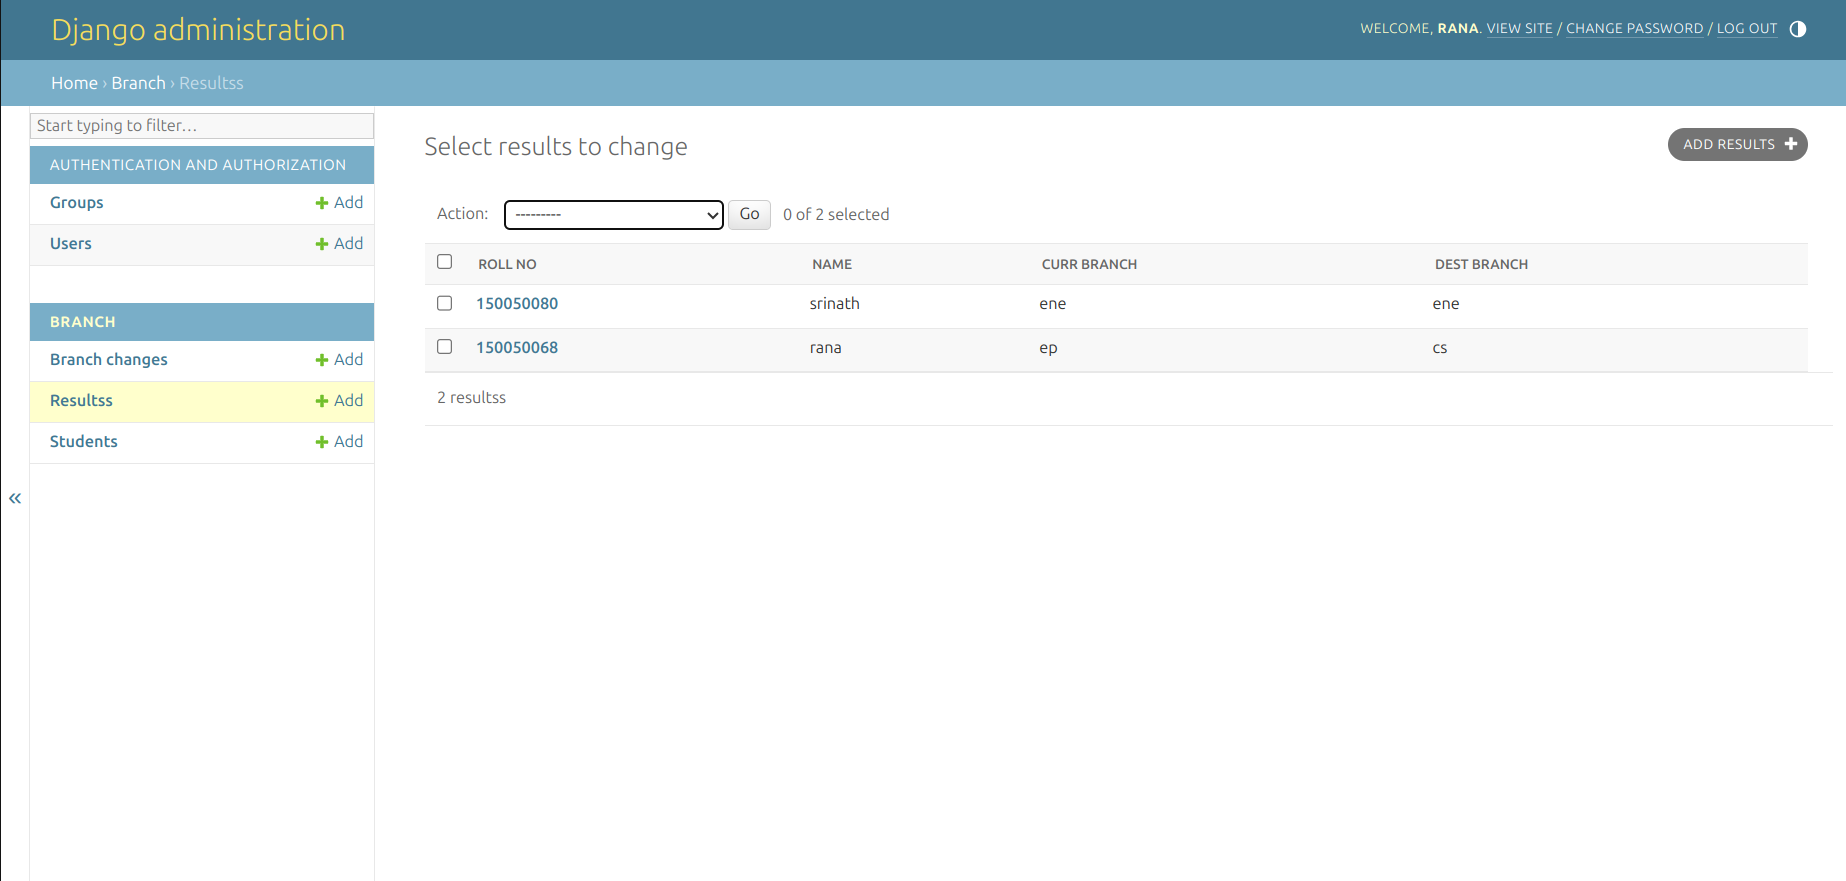 Django administration
WELCOME, RANA. VIEW SITE / CHANGE PASSWORD / LOG OUT
Home › Branch › Resultss
Start typing to filter…
AUTHENTICATION AND AUTHORIZATION
Groups Add
Users Add
BRANCH
Branch changes Add
Resultss Add
Students Add
«
Select results to change
ADD RESULTS
Action: --------- Go 0 of 2 selected
ROLL NO NAME CURR BRANCH DEST BRANCH
150050080 srinath ene ene
150050068 rana ep cs
2 resultss